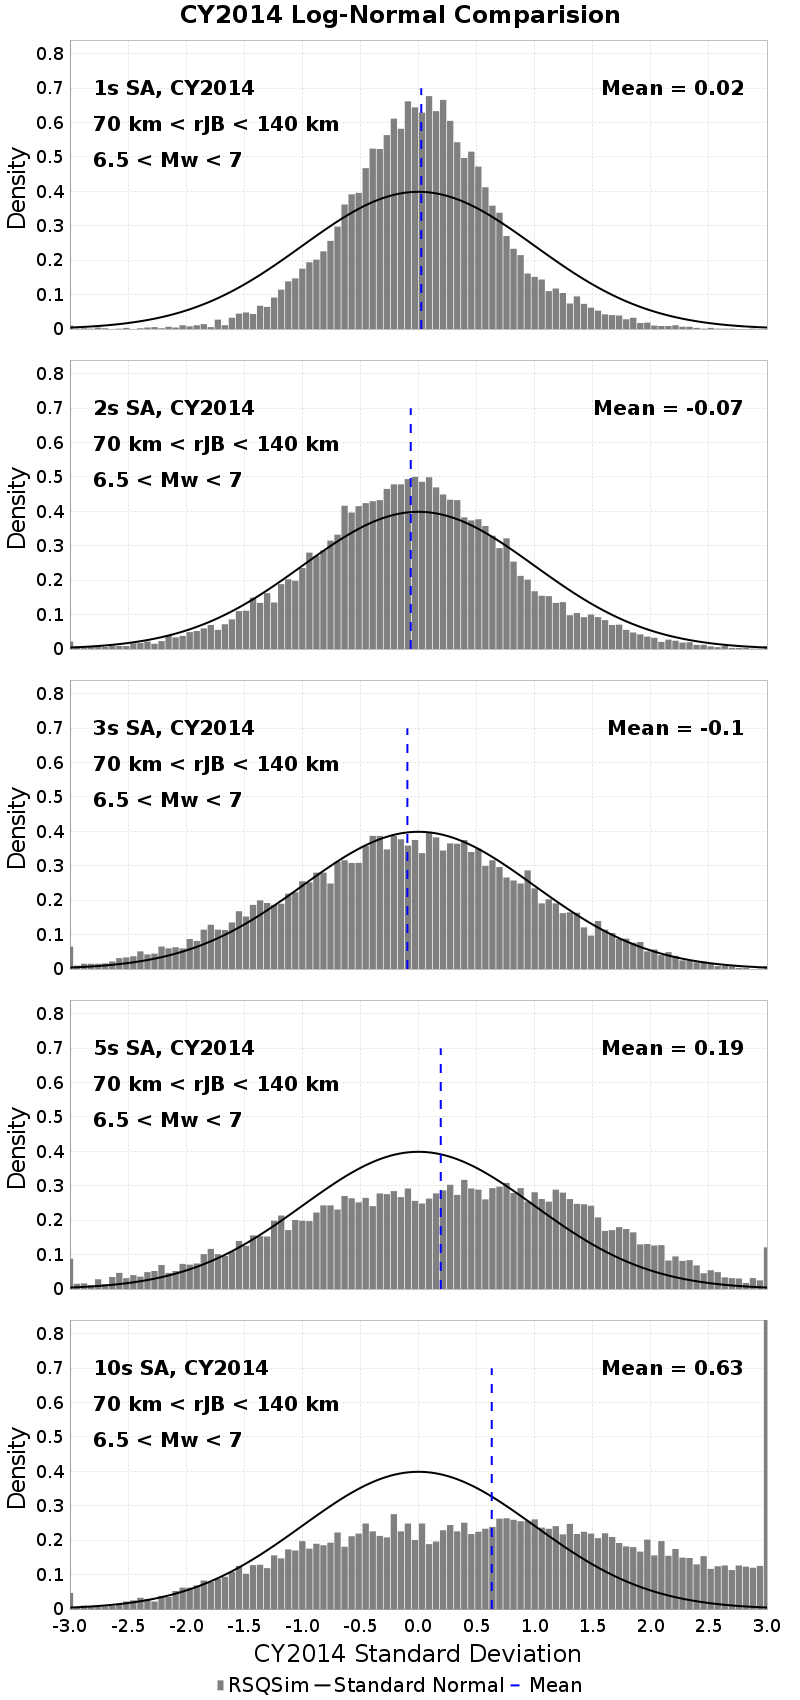 CY2014 Log-Normal Comparision
0.8
0.7
0.6
0.5
0.4
0.3
0.2
0.1
0
Density
1s SA, CY2014
70 km < rJB < 140 km
6.5 < Mw < 7
Mean = 0.02
0.8
0.7
0.6
0.5
0.4
0.3
0.2
0.1
0
Density
2s SA, CY2014
70 km < rJB < 140 km
6.5 < Mw < 7
Mean = -0.07
0.8
0.7
0.6
0.5
0.4
0.3
0.2
0.1
0
Density
3s SA, CY2014
70 km < rJB < 140 km
6.5 < Mw < 7
Mean = -0.1
0.8
0.7
0.6
0.5
0.4
0.3
0.2
0.1
0
Density
5s SA, CY2014
70 km < rJB < 140 km
6.5 < Mw < 7
Mean = 0.19
0.8
0.7
0.6
0.5
0.4
0.3
0.2
0.1
0
Density
10s SA, CY2014
70 km < rJB < 140 km
6.5 < Mw < 7
Mean = 0.63
-3.0 -2.5 -2.0 -1.5 -1.0 -0.5 0.0 0.5 1.0 1.5 2.0 2.5 3.0
CY2014 Standard Deviation
RSQSim Standard Normal Mean